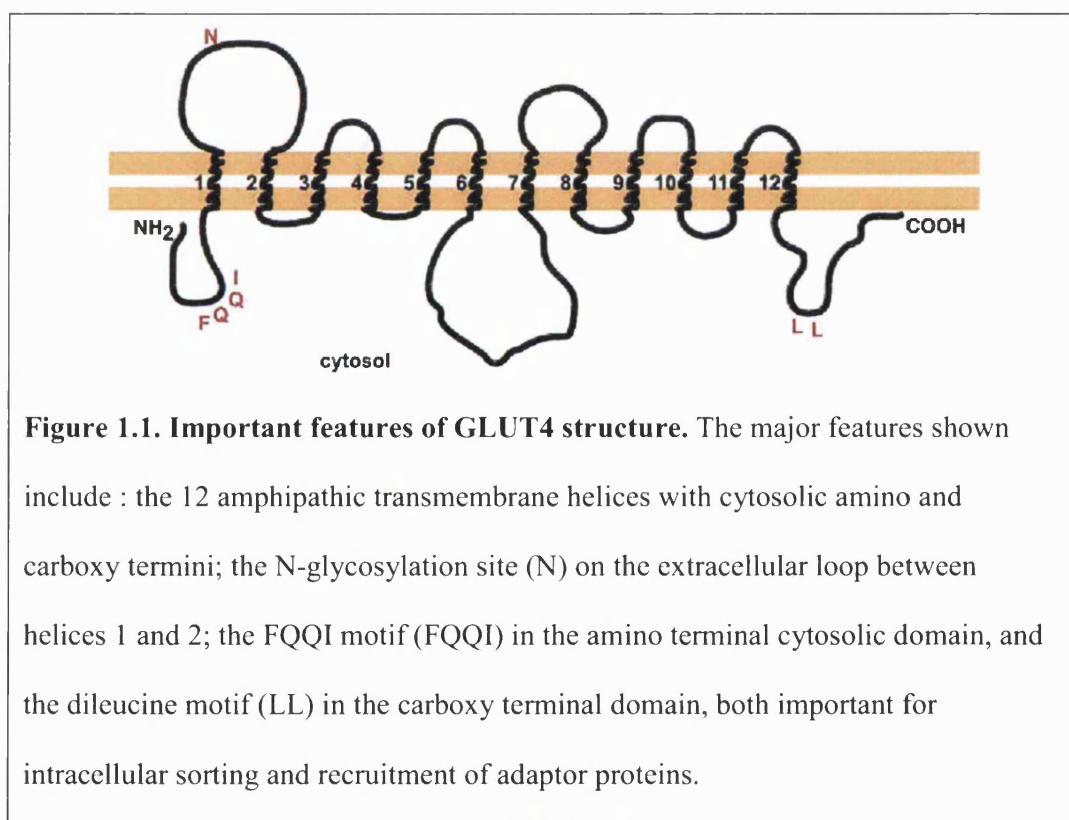 N
1 2 3 4 5 6 7 8 9 10 11 12
NH2
COOH
I
Q
Q
F
L L
cytosol
Figure 1.1. Important features of GLUT4 structure. The major features shown
include : the 12 amphipathic transmembrane helices with cytosolic amino and
carboxy termini; the N-glycosylation site (N) on the extracellular loop between
helices 1 and 2; the FQQI motif (FQQI) in the amino terminal cytosolic domain, and
the dileucine motif (LL) in the carboxy terminal domain, both important for
intracellular sorting and recruitment of adaptor proteins.